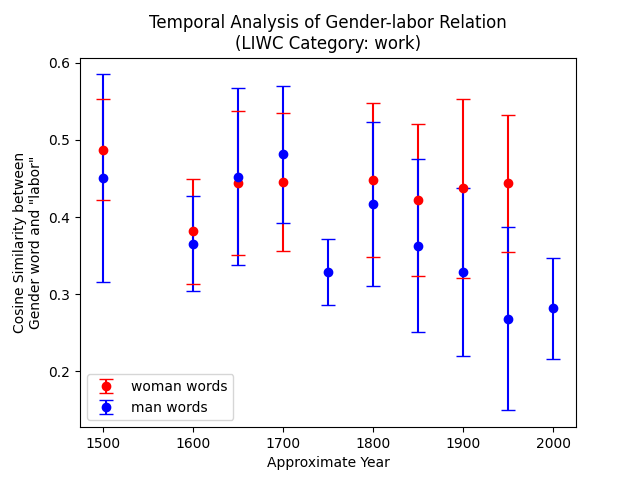 Temporal Analysis of Gender-labor Relation
(LIWC Category: work)
0.6
0.5
0.4
0.3
0.2
Cosine Similarity between
Gender word and "labor"
woman words
man words
1500
1600
1700
1800
1900
2000
Approximate Year